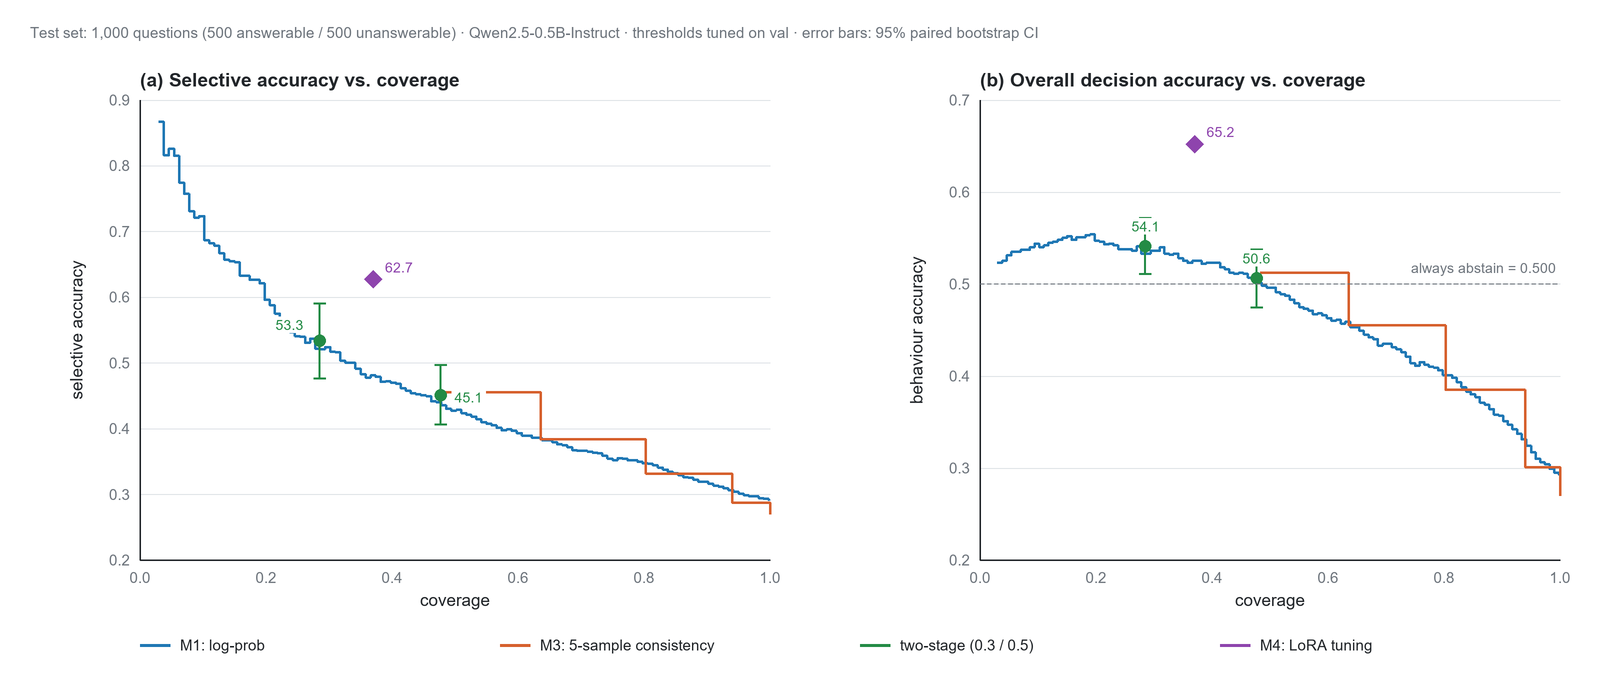 Test set: 1,000 questions (500 answerable / 500 unanswerable) · Qwen2.5-0.5B-Instruct · thresholds tuned on val · error bars: 95% paired bootstrap CI
(a) Selective accuracy vs. coverage
0.9
0.8
0.7
0.6
0.5
0.4
0.3
0.2
selective accuracy
62.7
53.3
45.1
0.0
0.2
0.4
0.6
0.8
1.0
coverage
(b) Overall decision accuracy vs. coverage
0.7
0.6
0.5
0.4
0.3
0.2
behaviour accuracy
65.2
54.1
50.6
always abstain = 0.500
0.0
0.2
0.4
0.6
0.8
1.0
coverage
M1: log-prob
M3: 5-sample consistency
two-stage (0.3 / 0.5)
M4: LoRA tuning